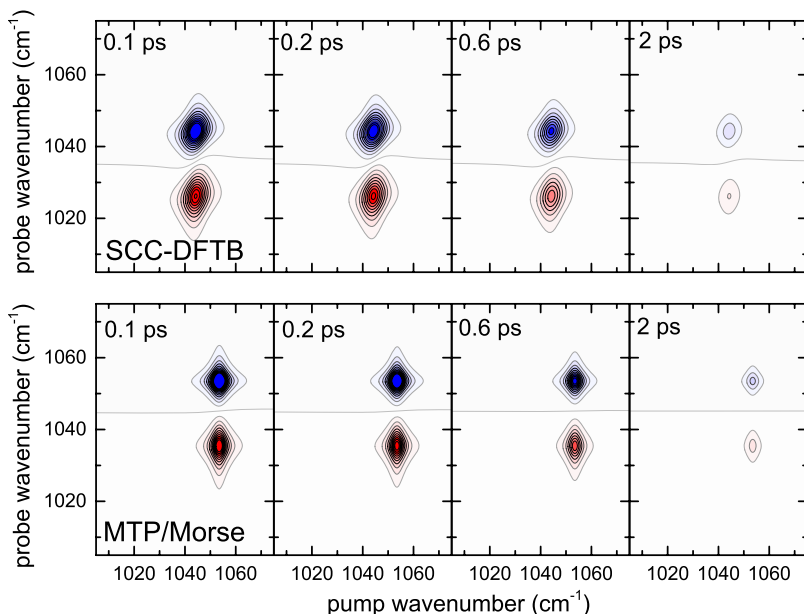 0.1 ps 0.2 ps 0.6 ps 2 ps
probe wavenumber (cm⁻¹)
1060
1040
1020
SCC-DFTB
0.1 ps 0.2 ps 0.6 ps 2 ps
probe wavenumber (cm⁻¹)
1060
1040
1020
MTP/Morse
1020 1040 1060 1020 1040 1060 1020 1040 1060 1020 1040 1060
pump wavenumber (cm⁻¹)